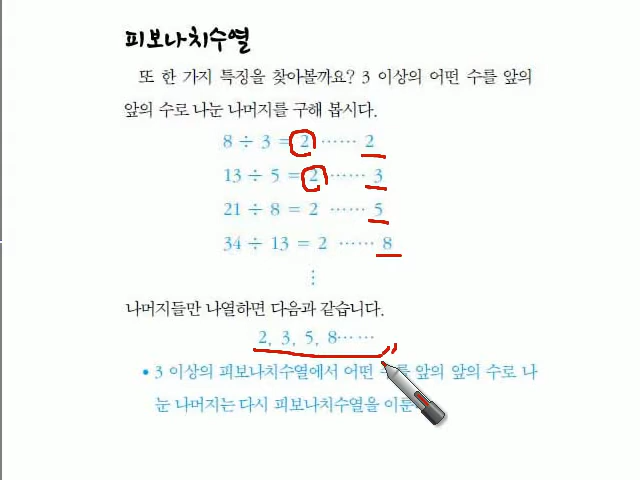 피보나치수열
또 한 가지 특징을 찾아볼까요? 3 이상의 어떤 수를 앞의
앞의 수로 나눈 나머지를 구해 봅시다.
8 ÷ 3 = 2 ⋯⋯ 2
13 ÷ 5 = 2 ⋯⋯ 3
21 ÷ 8 = 2 ⋯⋯ 5
34 ÷ 13 = 2 ⋯⋯ 8
⋮
나머지들만 나열하면 다음과 같습니다.
2, 3, 5, 8⋯⋯
• 3 이상의 피보나치수열에서 어떤 수를 앞의 앞의 수로 나
눈 나머지는 다시 피보나치수열을